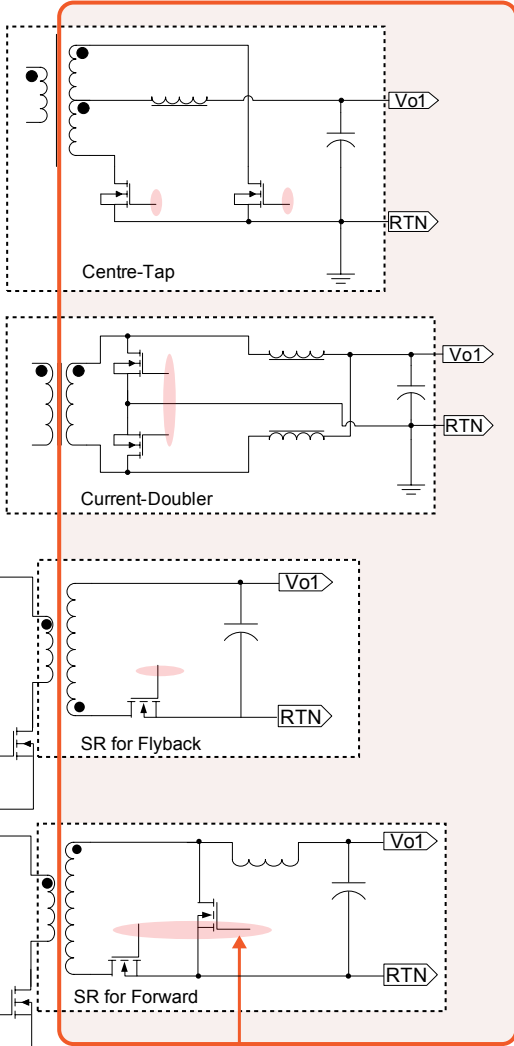 Vo1
RTN
Centre-Tap
Vo1
RTN
Current-Doubler
Vo1
RTN
SR for Flyback
Vo1
RTN
SR for Forward